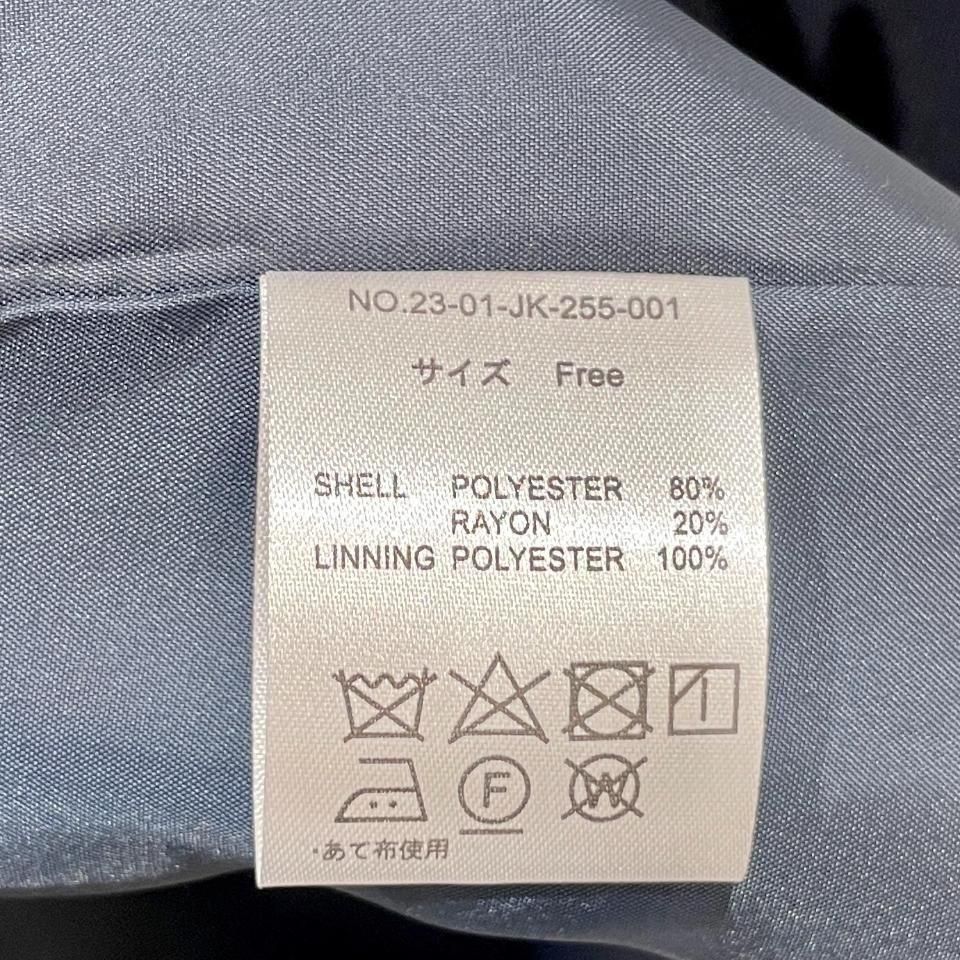 NO.23-01-JK-255-001
サイズ Free
SHELL POLYESTER 80%
RAYON 20%
LINNING POLYESTER 100%
F W
・あて布使用